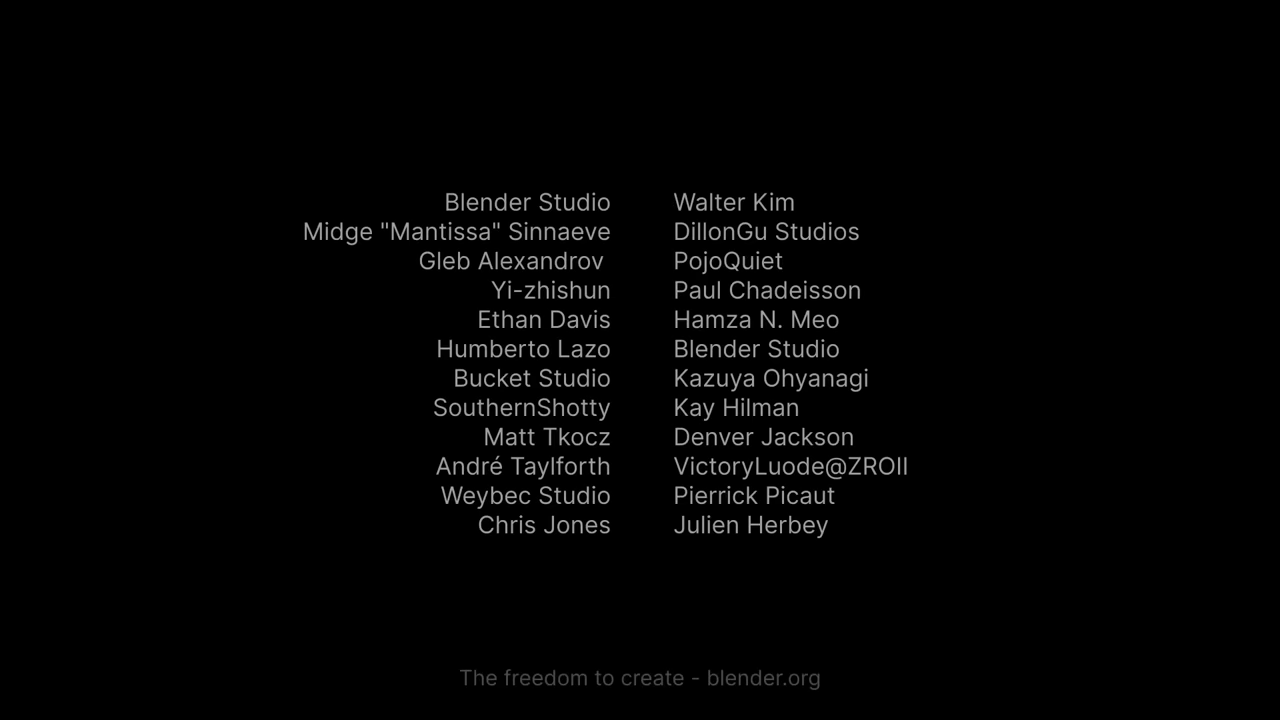 Blender Studio
Midge "Mantissa" Sinnaeve
Gleb Alexandrov
Yi-zhishun
Ethan Davis
Humberto Lazo
Bucket Studio
SouthernShotty
Matt Tkocz
André Taylforth
Weybec Studio
Chris Jones
Walter Kim
DillonGu Studios
PojoQuiet
Paul Chadeisson
Hamza N. Meo
Blender Studio
Kazuya Ohyanagi
Kay Hilman
Denver Jackson
VictoryLuode@ZROII
Pierrick Picaut
Julien Herbey
The freedom to create - blender.org